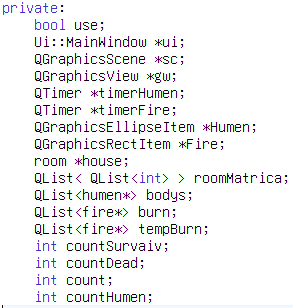 private:
bool use;
Ui::MainWindow *ui;
QGraphicsScene *sc;
QGraphicsView *gw;
QTimer *timerHumen;
QTimer *timerFire;
QGraphicsEllipseItem *Humen;
QGraphicsRectItem *Fire;
room *house;
QList< QList<int> > roomMatrica;
QList<human*> bodys;
QList<fire*> burn;
QList<fire*> tempBurn;
int countSurvaiv;
int countDead;
int count;
int countHumen;